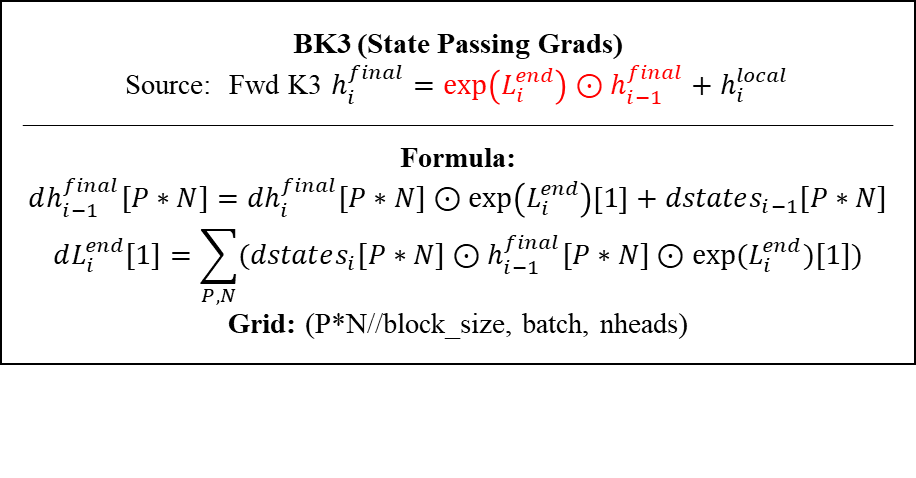 BK3 (State Passing Grads)
Source: Fwd K3 h_i^{final} = exp(L_i^{end}) ⊙ h_{i-1}^{final} + h_i^{local}
Formula:
dh_{i-1}^{final}[P * N] = dh_i^{final}[P * N] ⊙ exp(L_i^{end})[1] + dstates_{i-1}[P * N]
dL_i^{end}[1] = ∑_{P,N}(dstates_i[P * N] ⊙ h_{i-1}^{final}[P * N] ⊙ exp(L_i^{end})[1])
Grid: (P*N//block_size, batch, nheads)